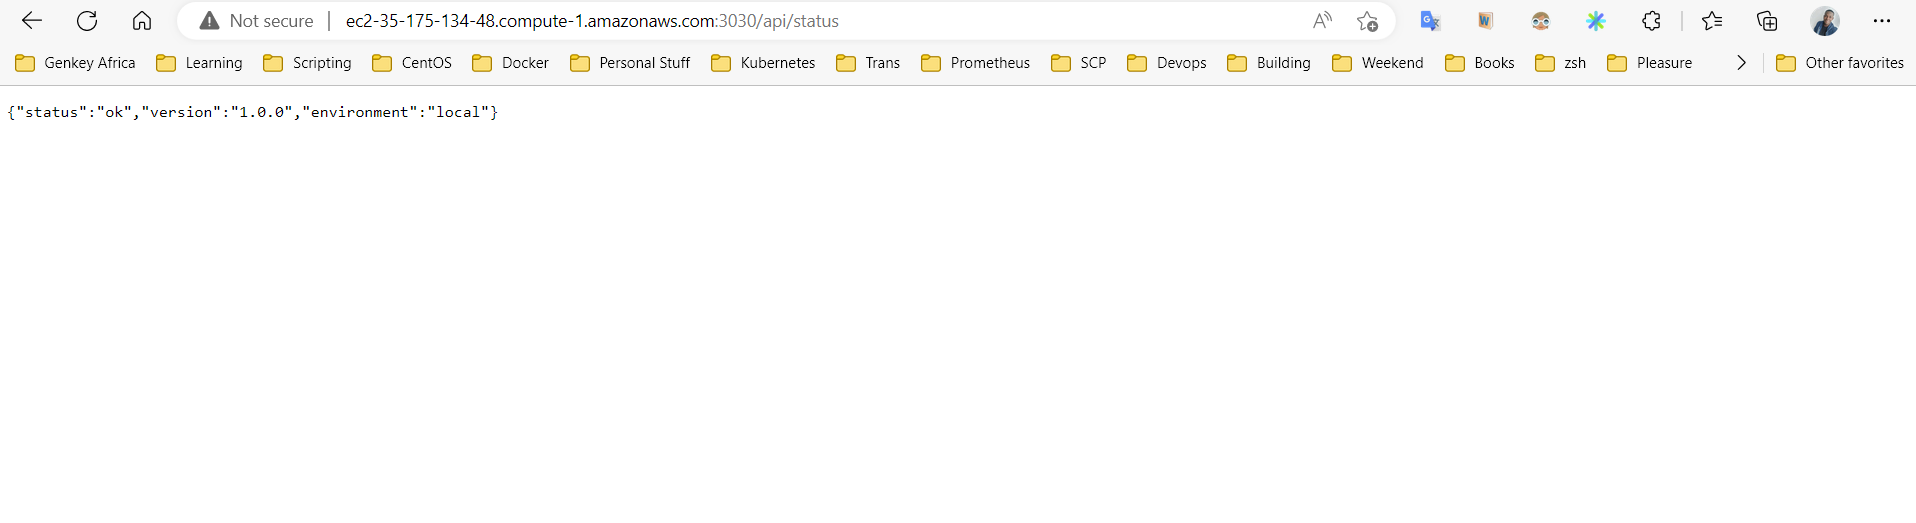 Not secure | ec2-35-175-134-48.compute-1.amazonaws.com:3030/api/status
Genkey Africa Learning Scripting CentOS Docker Personal Stuff Kubernetes Trans Prometheus SCP Devops Building Weekend Books zsh Pleasure Other favorites
{"status":"ok","version":"1.0.0","environment":"local"}